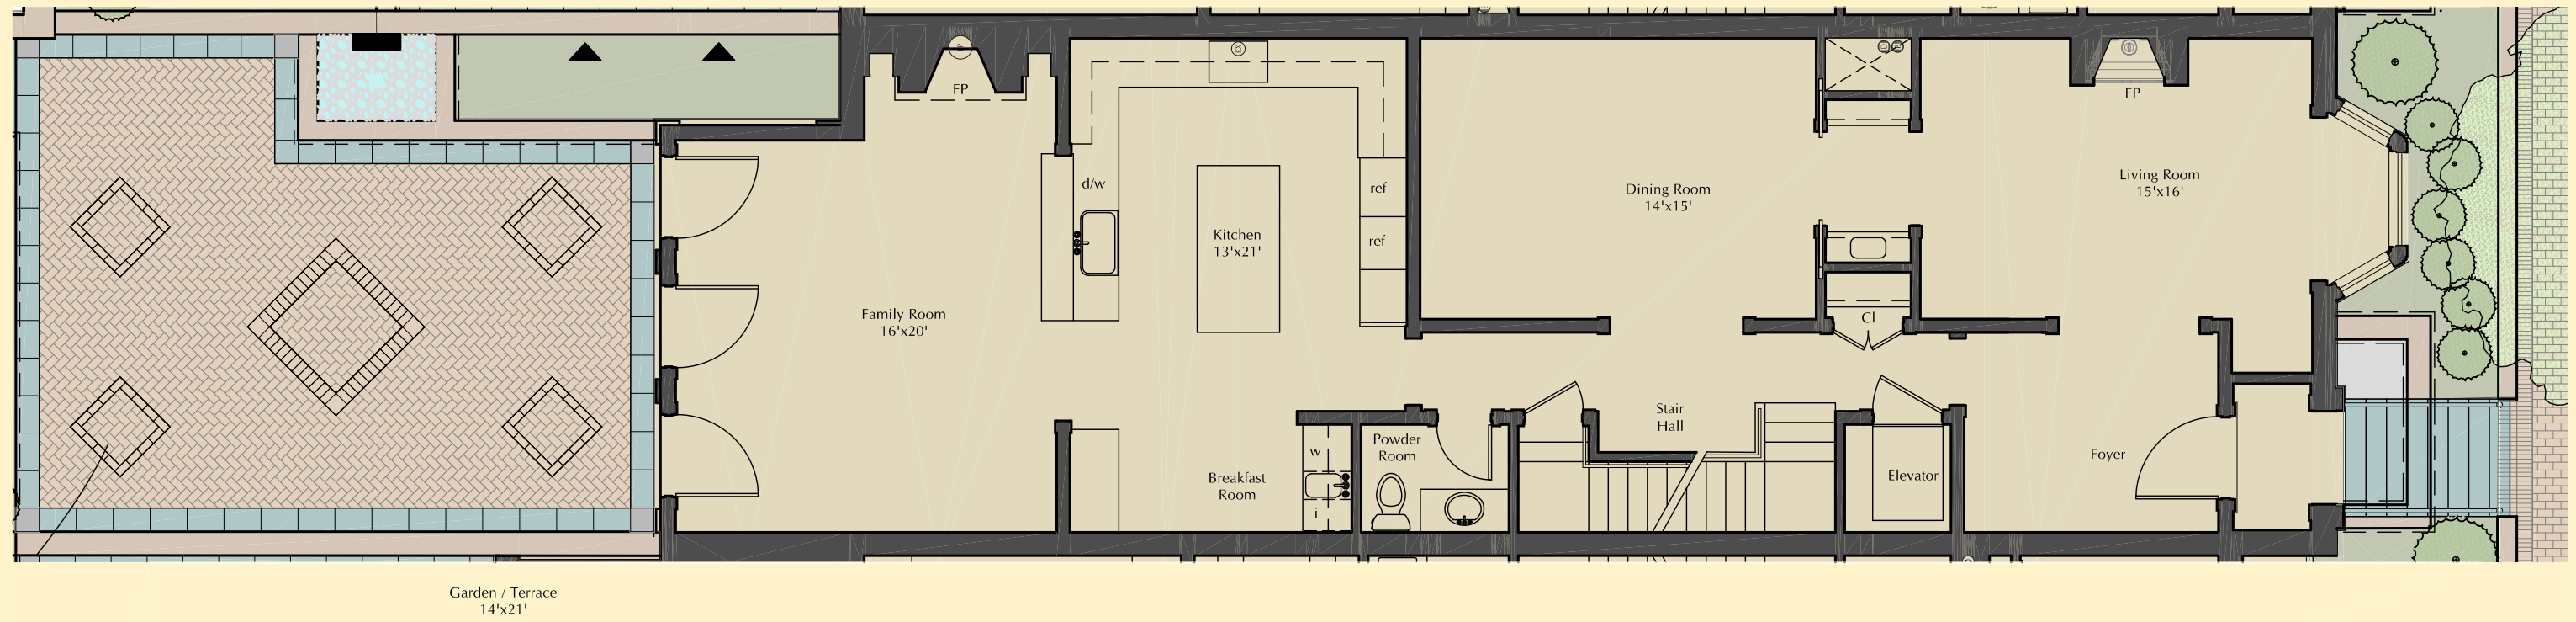 FP
FP
d/w
ref
ref
Kitchen
13'x21'
Dining Room
14'x15'
Living Room
15'x16'
Family Room
16'x20'
Cl
Stair
Hall
Powder
Room
w
i
Breakfast
Room
Elevator
Foyer
Garden / Terrace
14'x21'